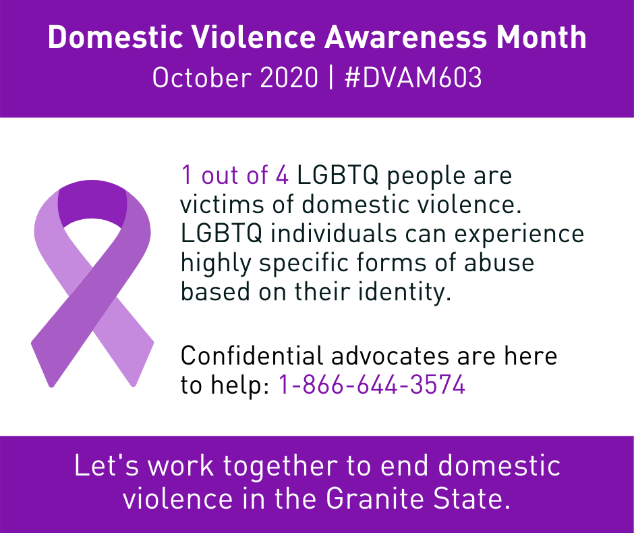 Domestic Violence Awareness Month
October 2020 | #DVAM603
1 out of 4 LGBTQ people are
victims of domestic violence.
LGBTQ individuals can experience
highly specific forms of abuse
based on their identity.
Confidential advocates are here
to help: 1-866-644-3574
Let's work together to end domestic
violence in the Granite State.